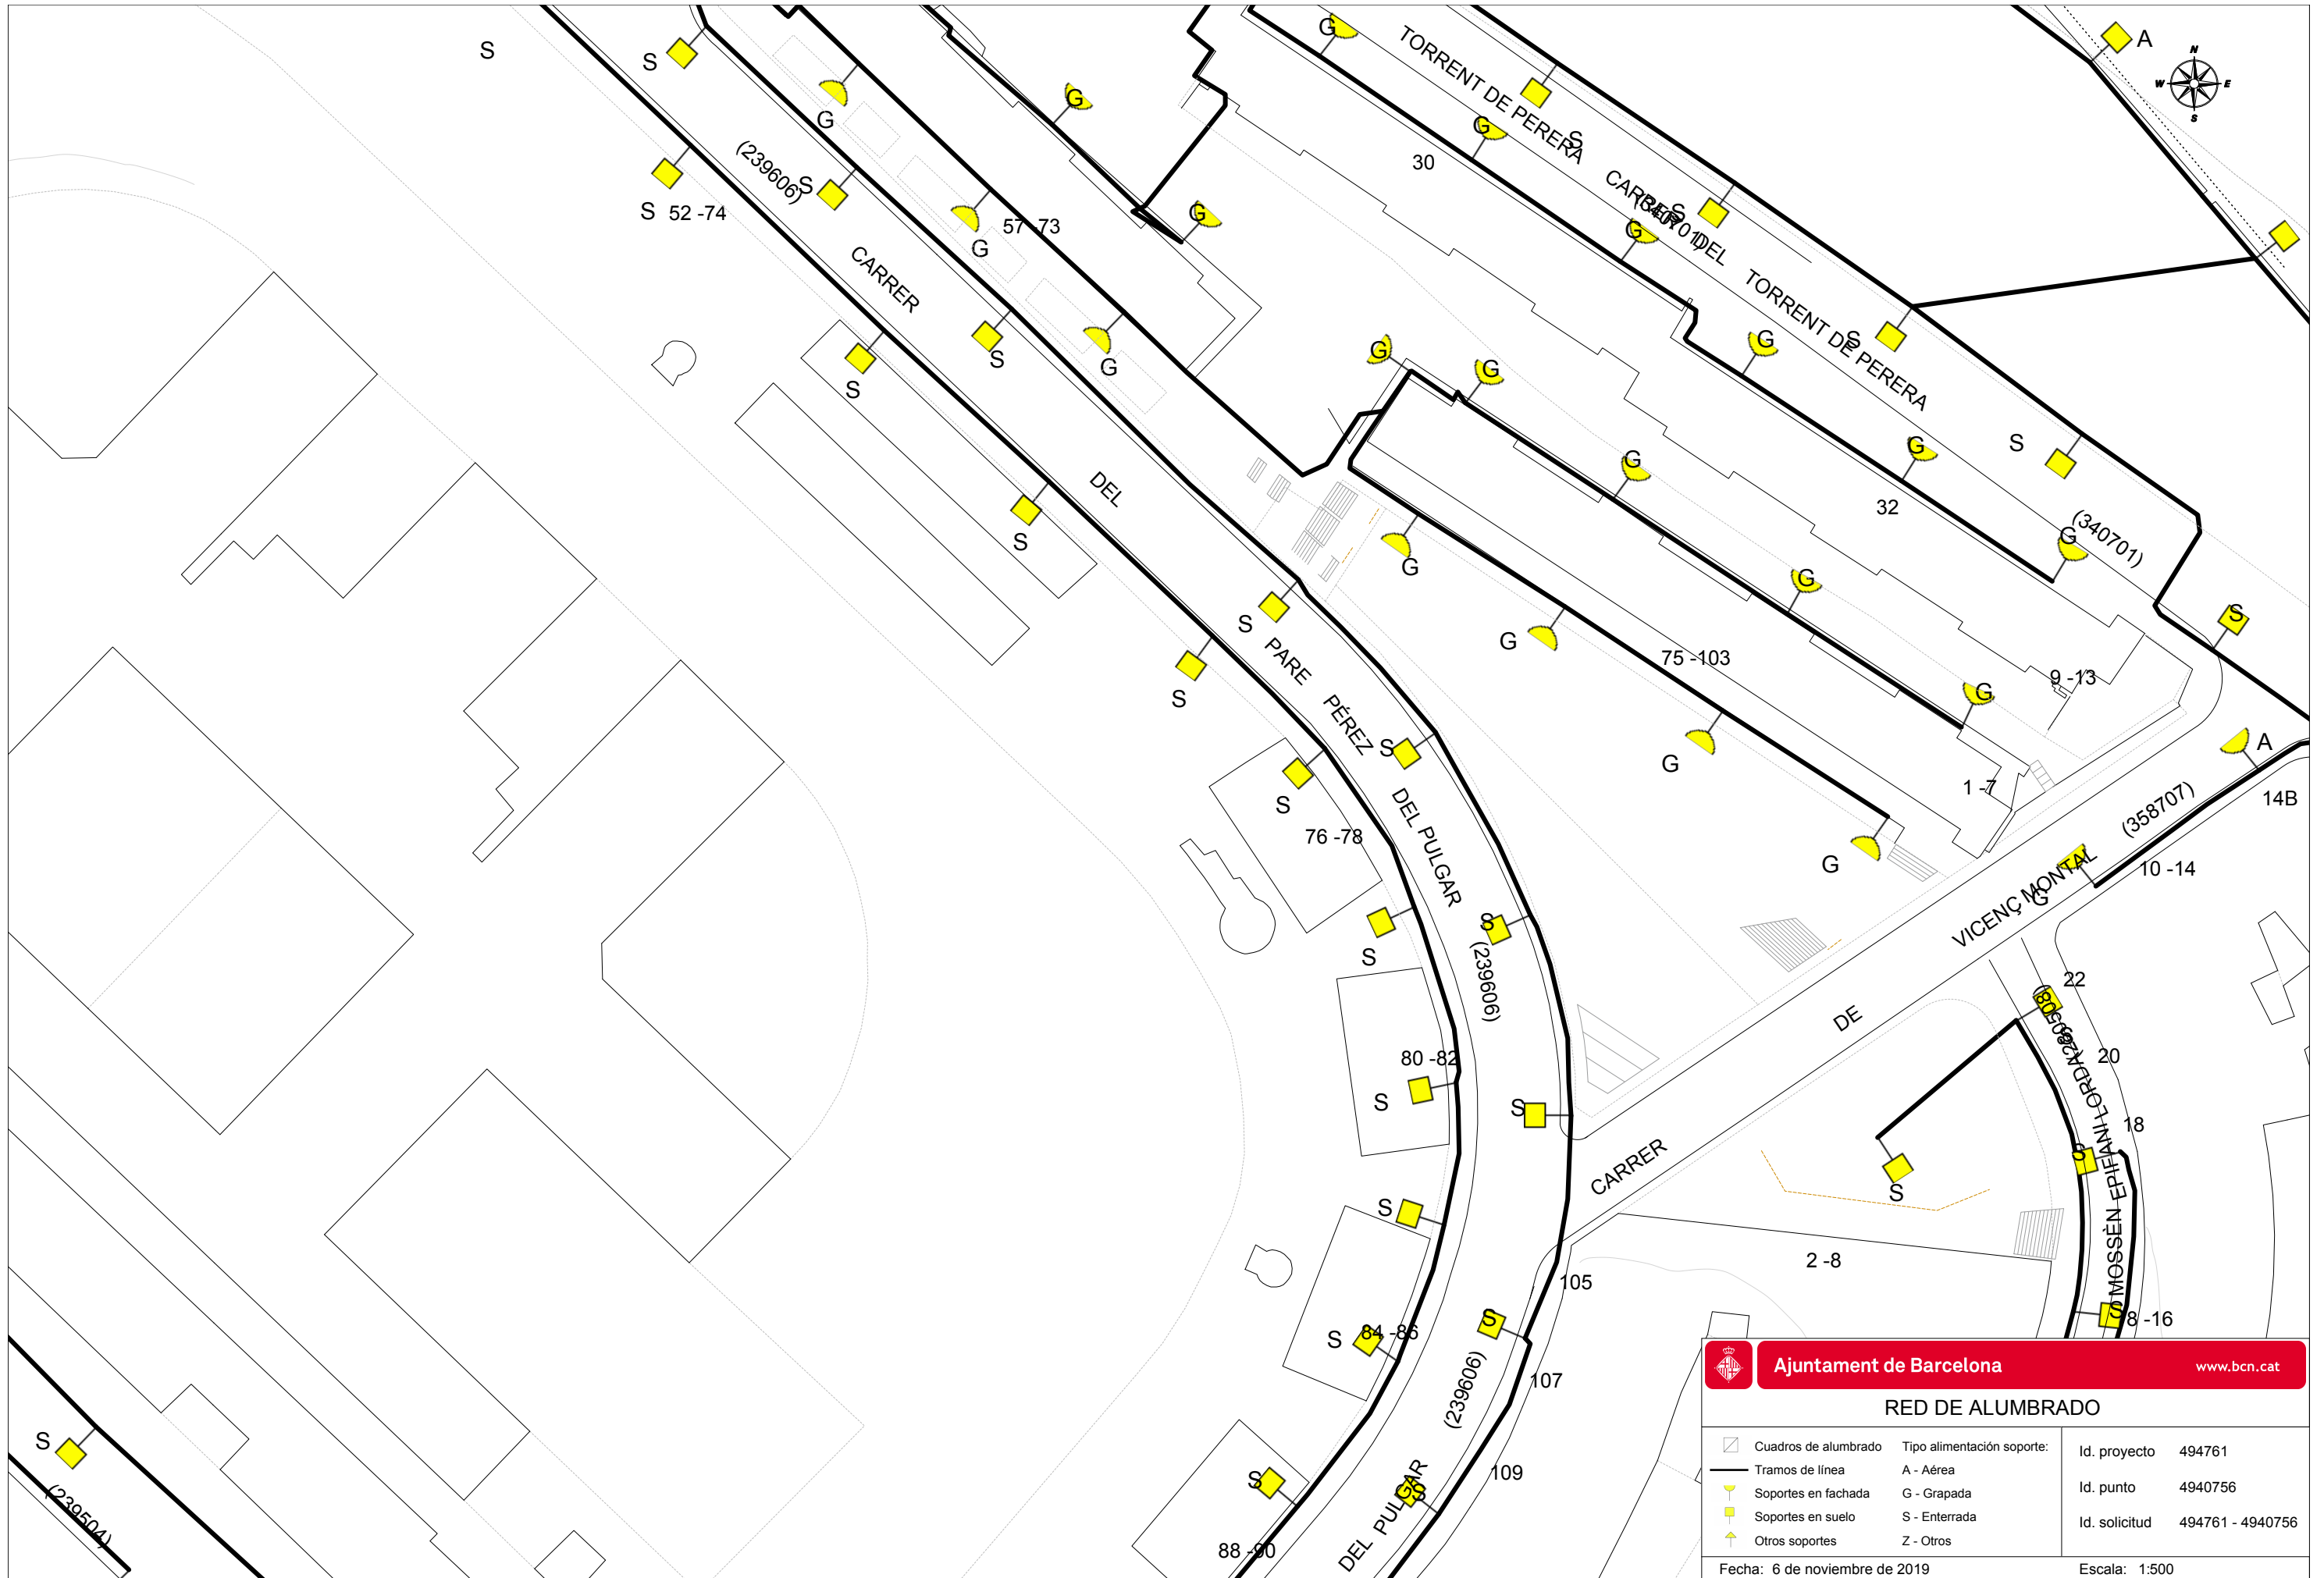 S
S
S
S 52 -74
(239606)
S
G
G
57 -73
G
G
G
CARRER
S
S
S
DEL
S
S
PARE
PÉREZ
DEL PULGAR
S
S
S
76 -78
S
S
(239606)
80 -82
S
S
S
84 -86
S
S
(239606)
105
107
109
DEL PULGAR
S
S
88 -90
S
(239504)
G
TORRENT DE PERERA
G
S
30
CARRER DEL
S
G
TORRENT DE PERERA
S
G
G
G
G
G
S
32
(340701)
G
S
G
G
G
G
75 -103
9 -13
G
G
G
1 -7
A
14B
(358707)
10 -14
G
VICENÇ MONTAL
DE
CARRER
22
20
18
8 -16
MOSSÈN EPIFANI LORDA
S
S
S
2 -8
A
N
W
E
S
Ajuntament de Barcelona
www.bcn.cat
RED DE ALUMBRADO
Cuadros de alumbrado
Tramos de línea
Soportes en fachada
Soportes en suelo
Otros soportes
Tipo alimentación soporte:
A - Aérea
G - Grapada
S - Enterrada
Z - Otros
Id. proyecto 494761
Id. punto 4940756
Id. solicitud 494761 - 4940756
Fecha: 6 de noviembre de 2019
Escala: 1:500